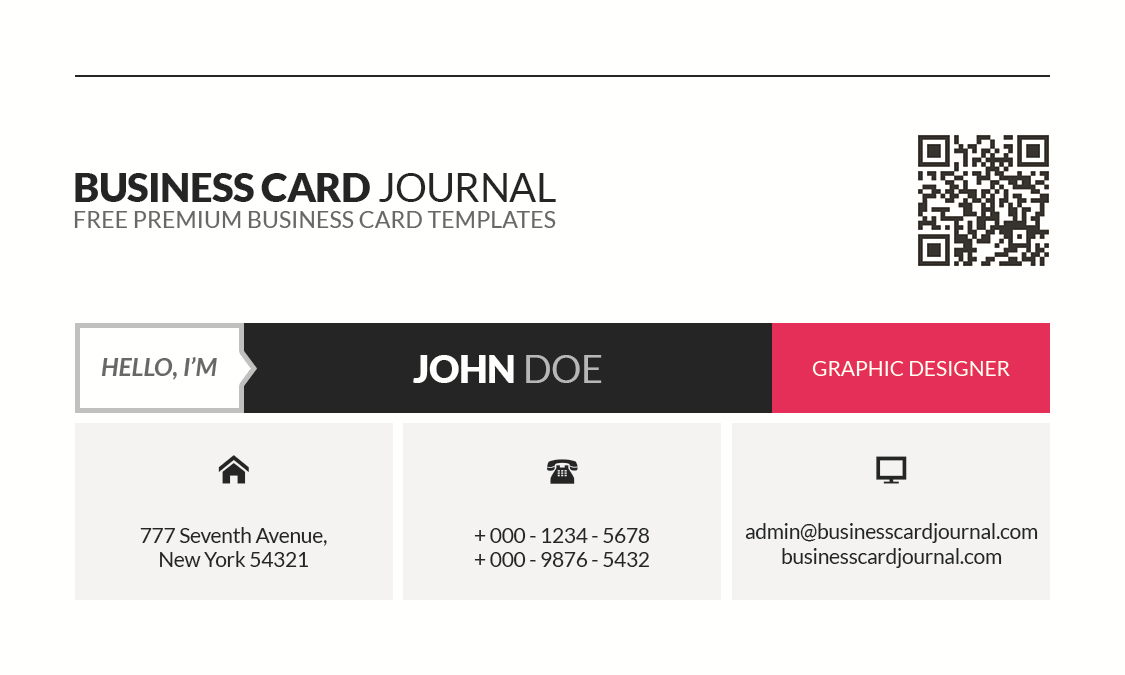 BUSINESS CARD JOURNAL
FREE PREMIUM BUSINESS CARD TEMPLATES
HELLO, I’M
JOHN DOE
GRAPHIC DESIGNER
777 Seventh Avenue,
New York 54321
+ 000 - 1234 - 5678
+ 000 - 9876 - 5432
admin@businesscardjournal.com
businesscardjournal.com